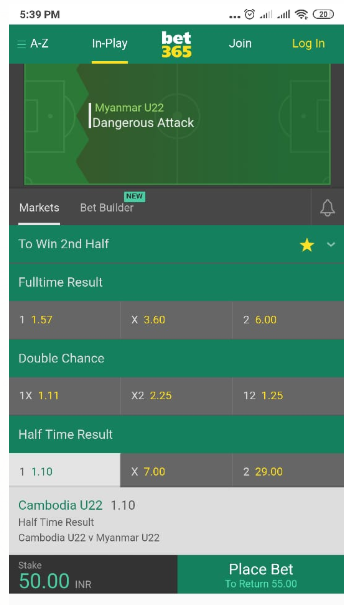 5:39 PM
... 20
A-Z In-Play bet365 Join Log In
Myanmar U22
Dangerous Attack
NEW
Markets Bet Builder
To Win 2nd Half
Fulltime Result
1 1.57 X 3.60 2 6.00
Double Chance
1X 1.11 X2 2.25 12 1.25
Half Time Result
1 1.10 X 7.00 2 29.00
Cambodia U22 1.10
Half Time Result
Cambodia U22 v Myanmar U22
Stake
50.00 INR
Place Bet
To Return 55.00